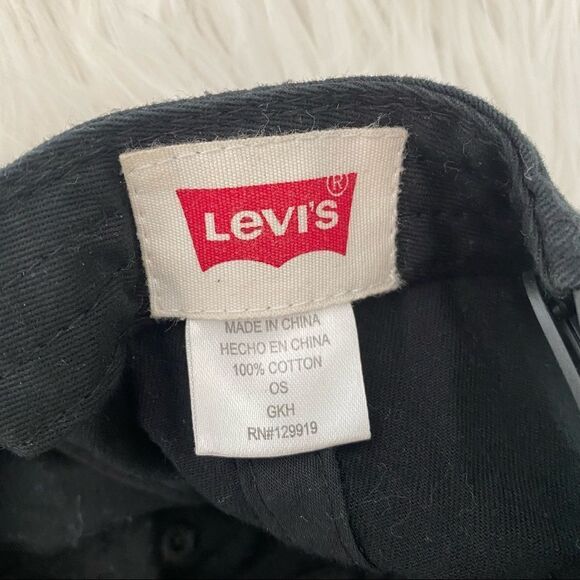 Levi's®
MADE IN CHINA
HECHO EN CHINA
100% COTTON
OS
GKH
RN#129919